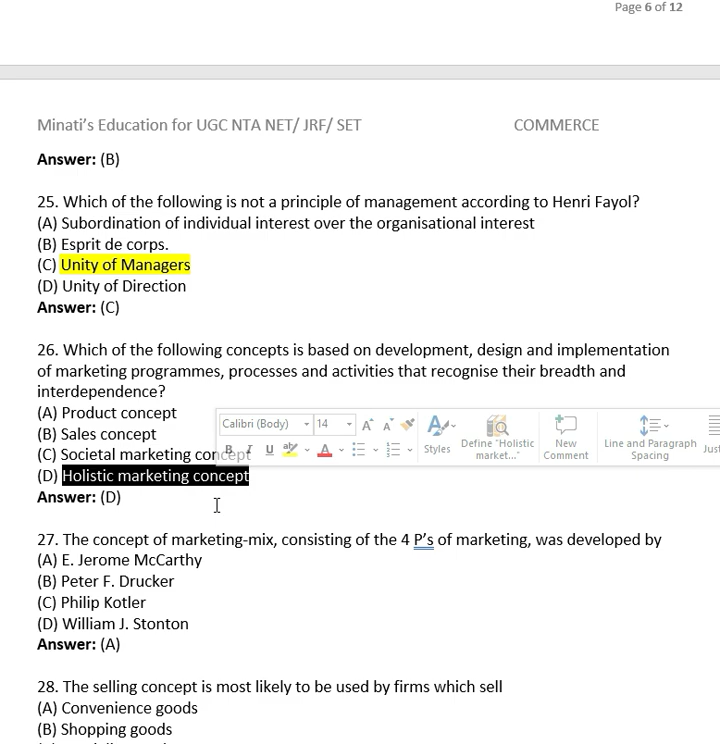 Page 6 of 12
Minati’s Education for UGC NTA NET/ JRF/ SET COMMERCE
Answer: (B)
25. Which of the following is not a principle of management according to Henri Fayol?
(A) Subordination of individual interest over the organisational interest
(B) Esprit de corps.
(C) Unity of Managers
(D) Unity of Direction
Answer: (C)
26. Which of the following concepts is based on development, design and implementation
of marketing programmes, processes and activities that recognise their breadth and
interdependence?
(A) Product concept
Calibri (Body) 14
(B) Sales concept
Styles
Define "Holistic
market..."
New
Comment
Line and Paragraph
Spacing
(C) Societal marketing concept
(D) Holistic marketing concept
Answer: (D)
27. The concept of marketing-mix, consisting of the 4 P’s of marketing, was developed by
(A) E. Jerome McCarthy
(B) Peter F. Drucker
(C) Philip Kotler
(D) William J. Stonton
Answer: (A)
28. The selling concept is most likely to be used by firms which sell
(A) Convenience goods
(B) Shopping goods